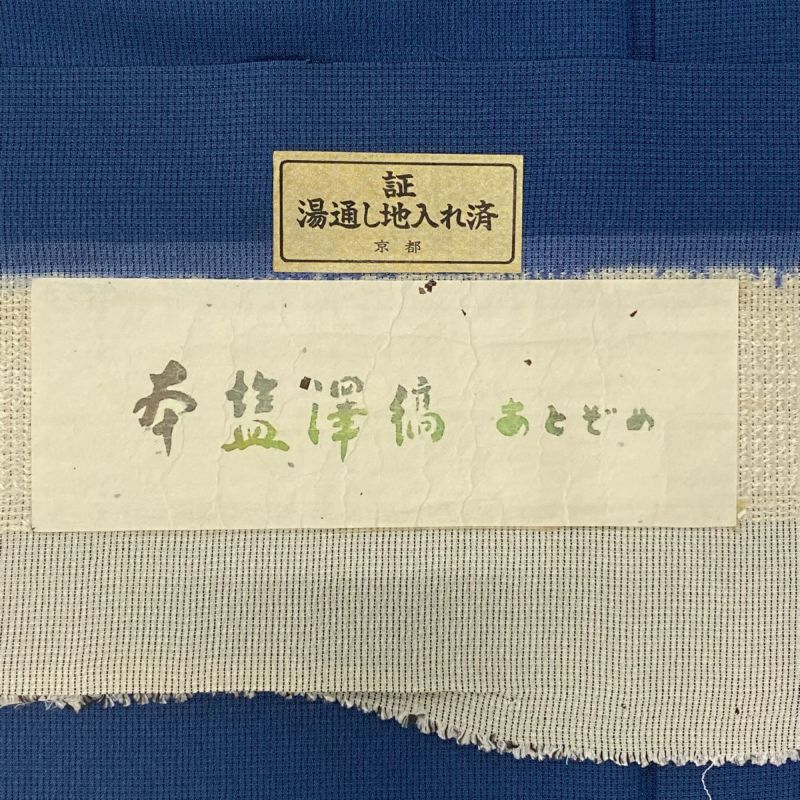 証
湯通し地入れ済
京都
本塩澤縞 あとぞめ